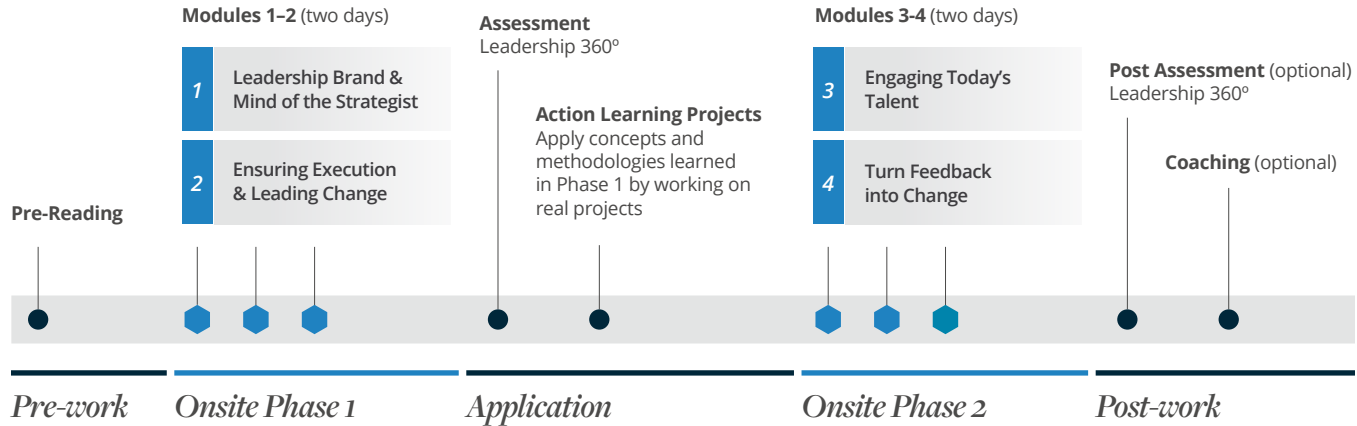 Modules 1–2 (two days)
1
Leadership Brand &
Mind of the Strategist
2
Ensuring Execution
& Leading Change
Pre-Reading
Assessment
Leadership 360º
Action Learning Projects
Apply concepts and
methodologies learned
in Phase 1 by working on
real projects
Modules 3-4 (two days)
3
Engaging Today’s
Talent
4
Turn Feedback
into Change
Post Assessment (optional)
Leadership 360º
Coaching (optional)
Pre-work
Onsite Phase 1
Application
Onsite Phase 2
Post-work